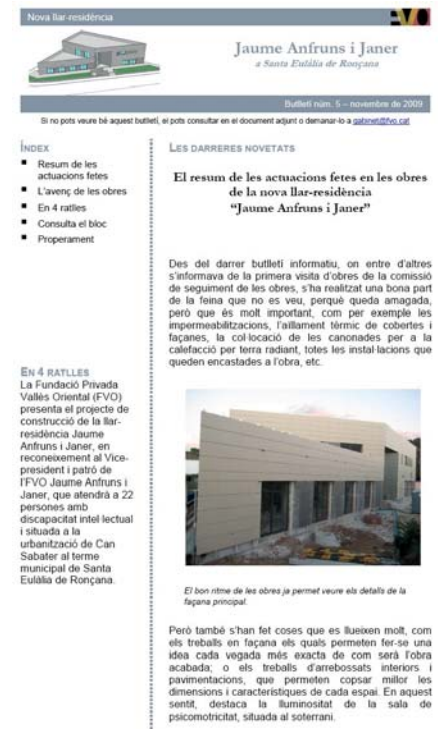 Nova llar-residència
FVO
Jaume Anfruns i Janer
a Santa Eulàlia de Ronçana
Butlletí núm. 5 – novembre de 2009
Si no pots veure bé aquest butlletí, el pots consultar en el document adjunt o demanar-lo a gabinet@fvo.cat
ÍNDEX
Resum de les
actuacions fetes
L'avenç de les obres
En 4 ratlles
Consulta el bloc
Properament
EN 4 RATLLES
La Fundació Privada
Vallès Oriental (FVO)
presenta el projecte de
construcció de la llar-
residència Jaume
Anfruns i Janer, en
reconeixement al Vice-
president i patró de
l'FVO Jaume Anfruns i
Janer, que atendrà a 22
persones amb
discapacitat intel·lectual
i situada a la
urbanització de Can
Sabater al terme
municipal de Santa
Eulàlia de Ronçana.
LES DARRERES NOVETATS
El resum de les actuacions fetes en les obres
de la nova llar-residència
“Jaume Anfruns i Janer”
Des del darrer butlletí informatiu, on entre d'altres
s'informava de la primera visita d'obres de la comissió
de seguiment de les obres, s'ha realitzat una bona part
de la feina que no es veu, perquè queda amagada,
però que és molt important, com per exemple les
impermeabilitzacions, l'aïllament tèrmic de cobertes i
façanes, la col·locació de les canonades per a la
calefacció per terra radiant, totes les instal·lacions que
queden encastades a l'obra, etc.
El bon ritme de les obres ja permet veure els detalls de la
façana principal.
Però també s'han fet coses que es llueixen molt, com
els treballs en façana els quals permeten fer-se una
idea cada vegada més exacta de com serà l'obra
acabada; o els treballs d'arrebossats interiors i
pavimentacions, que permeten copsar millor les
dimensions i característiques de cada espai. En aquest
sentit, destaca la lluminositat de la sala de
psicomotricitat, situada al soterrani.